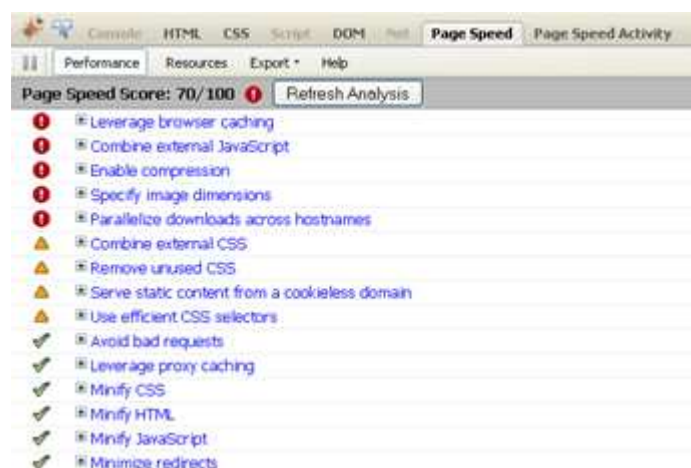 Console HTML CSS Script DOM Net Page Speed Page Speed Activity
Performance Resources Export Help
Page Speed Score: 70/100 Refresh Analysis
Leverage browser caching
Combine external JavaScript
Enable compression
Specify image dimensions
Parallelize downloads across hostnames
Combine external CSS
Remove unused CSS
Serve static content from a cookieless domain
Use efficient CSS selectors
Avoid bad requests
Leverage proxy caching
Minify CSS
Minify HTML
Minify JavaScript
Minimize redirects